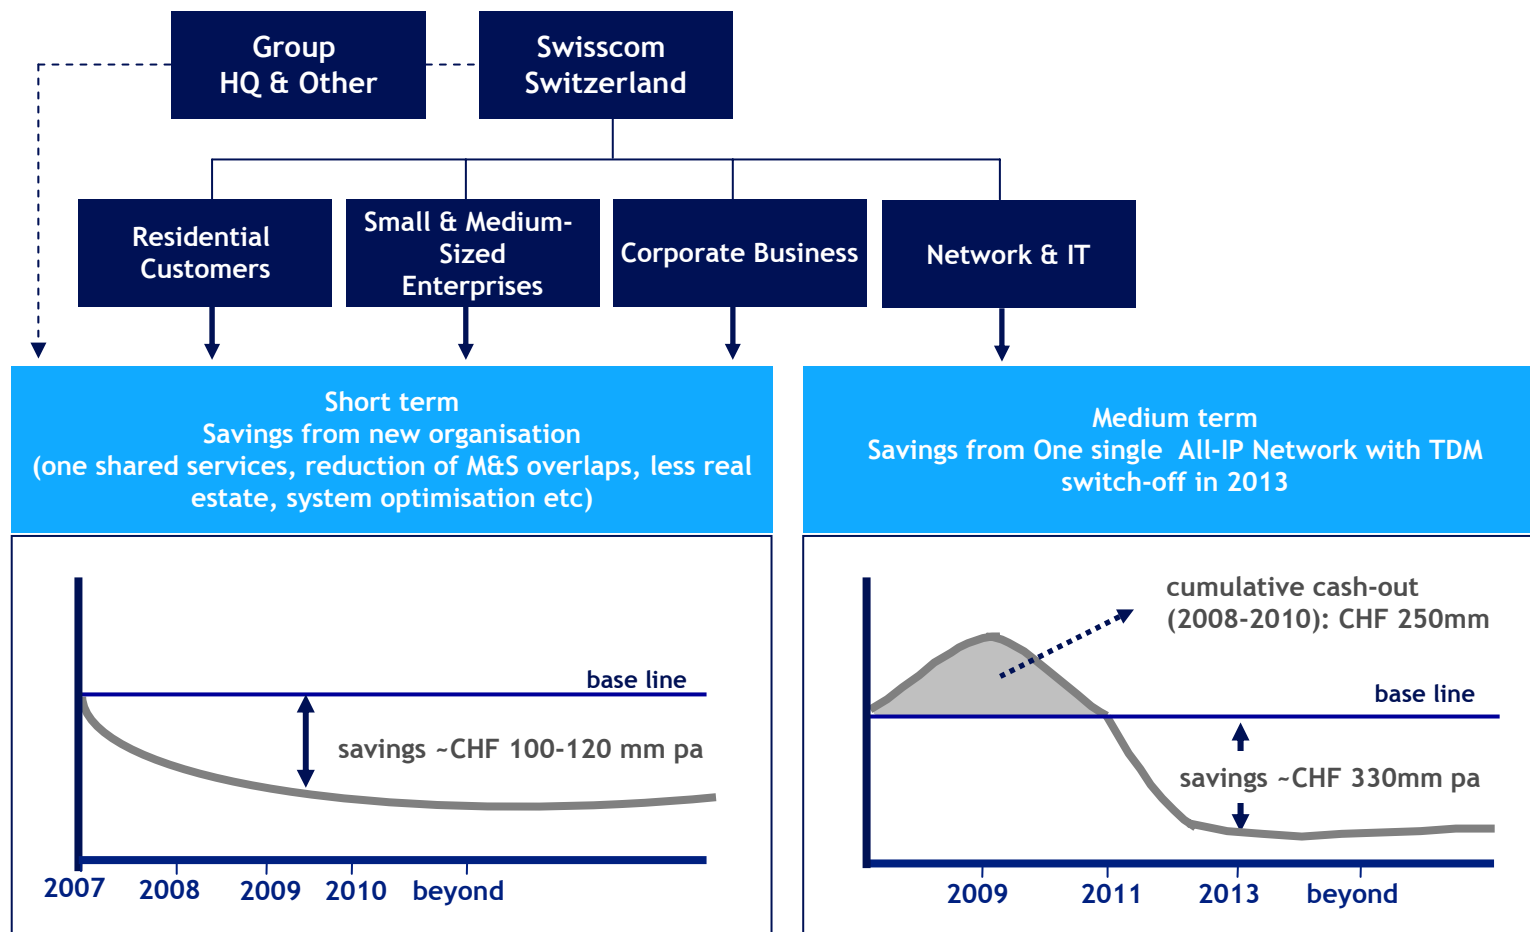 Group
HQ & Other
Swisscom
Switzerland
Residential
Customers
Small & Medium-
Sized
Enterprises
Corporate Business
Network & IT
Short term
Savings from new organisation
(one shared services, reduction of M&S overlaps, less real
estate, system optimisation etc)
Medium term
Savings from One single All-IP Network with TDM
switch-off in 2013
base line
savings ~CHF 100-120 mm pa
2007 2008 2009 2010 beyond
cumulative cash-out
(2008-2010): CHF 250mm
base line
savings ~CHF 330mm pa
2009 2011 2013 beyond